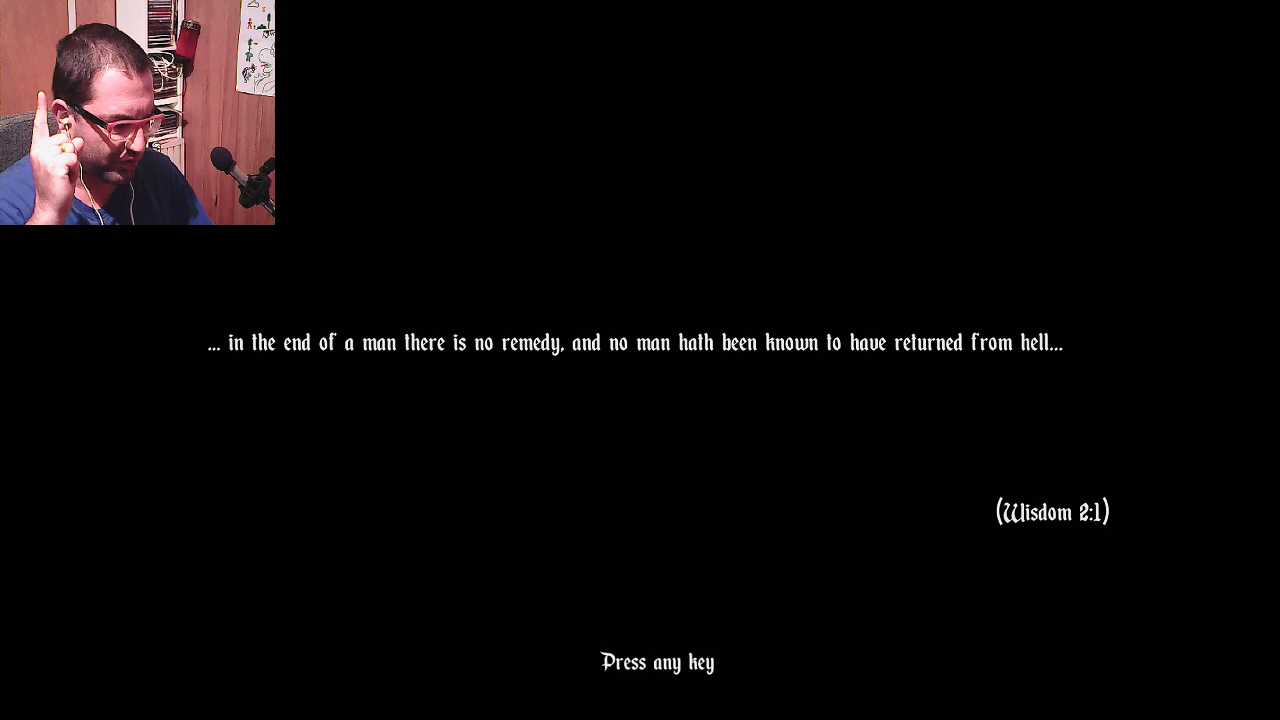 ... in the end of a man there is no remedy, and no man hath been known to have returned from hell...
(Wisdom 2:1)
Press any key